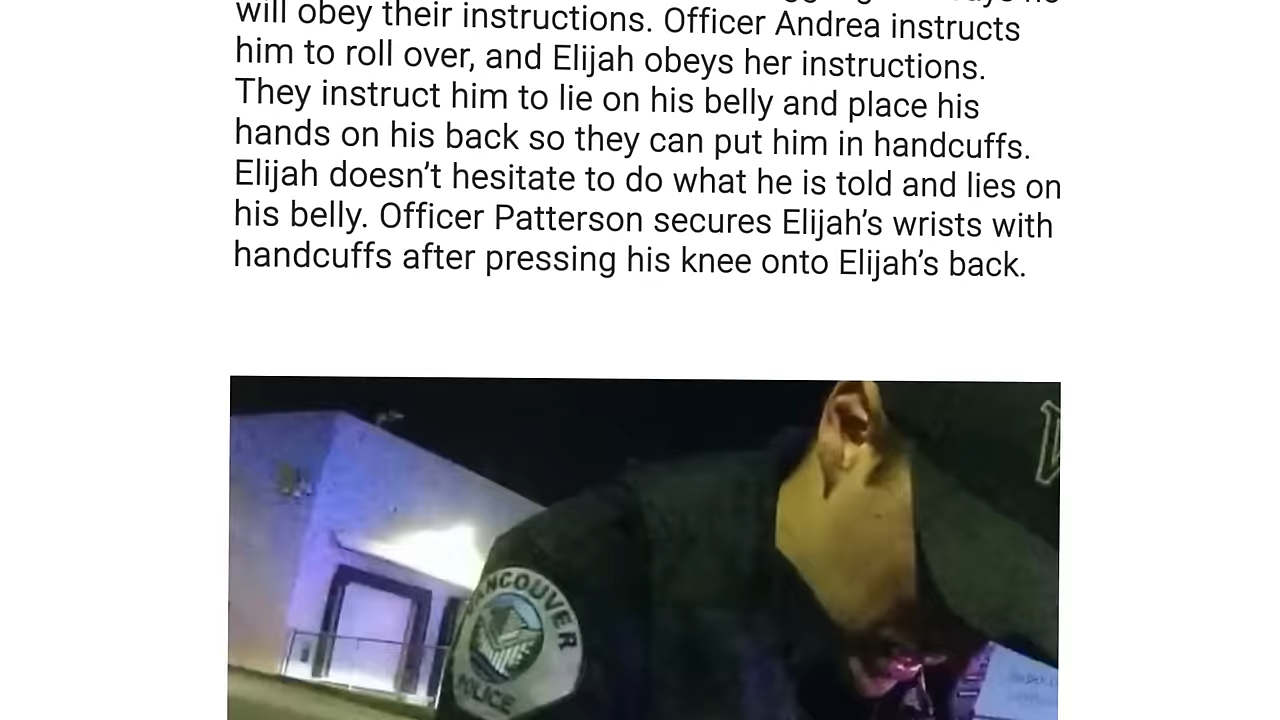 will obey their instructions. Officer Andrea instructs
him to roll over, and Elijah obeys her instructions.
They instruct him to lie on his belly and place his
hands on his back so they can put him in handcuffs.
Elijah doesn’t hesitate to do what he is told and lies on
his belly. Officer Patterson secures Elijah’s wrists with
handcuffs after pressing his knee onto Elijah’s back.
VANCOUVER
POLICE